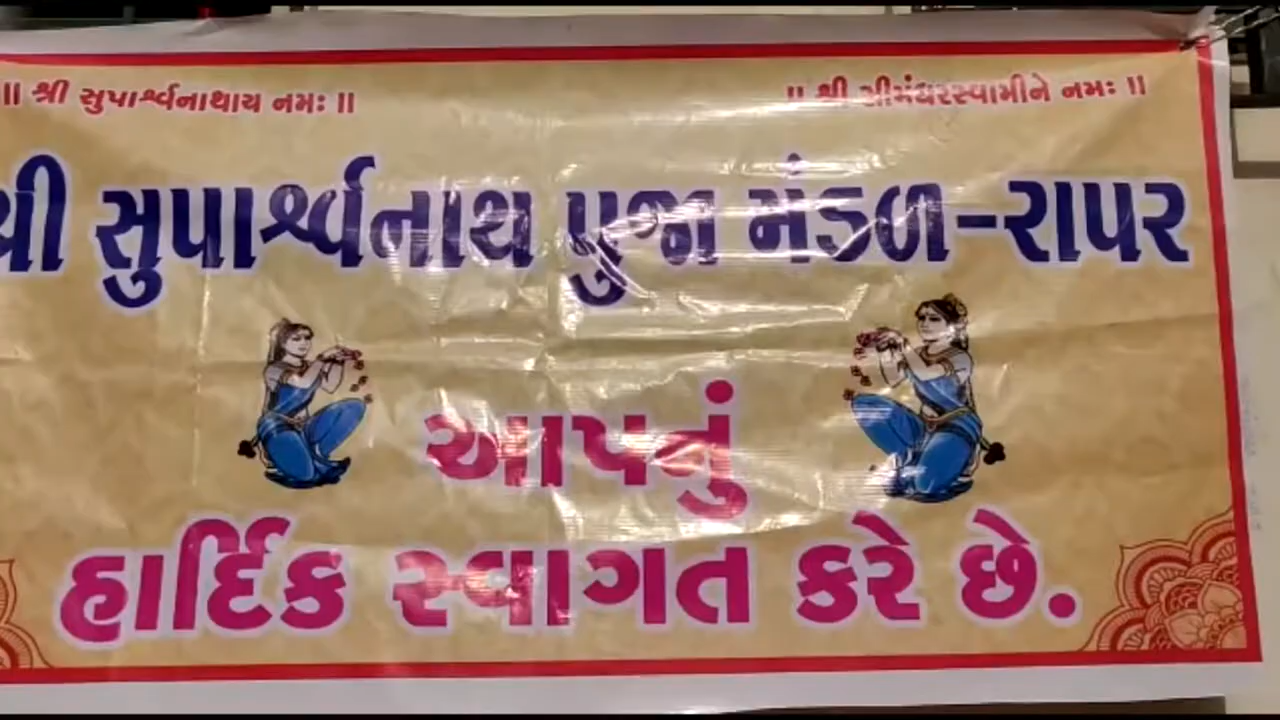 ॥ શ્રી સુપાર્શ્વનાથાય નમઃ ॥ ॥ શ્રી સીમંધરસ્વામીને નમઃ ॥
શ્રી સુપાર્શ્વનાથ પુજા મંડળ-રાપર
આપનું
હાર્દિક સ્વાગત કરે છે.